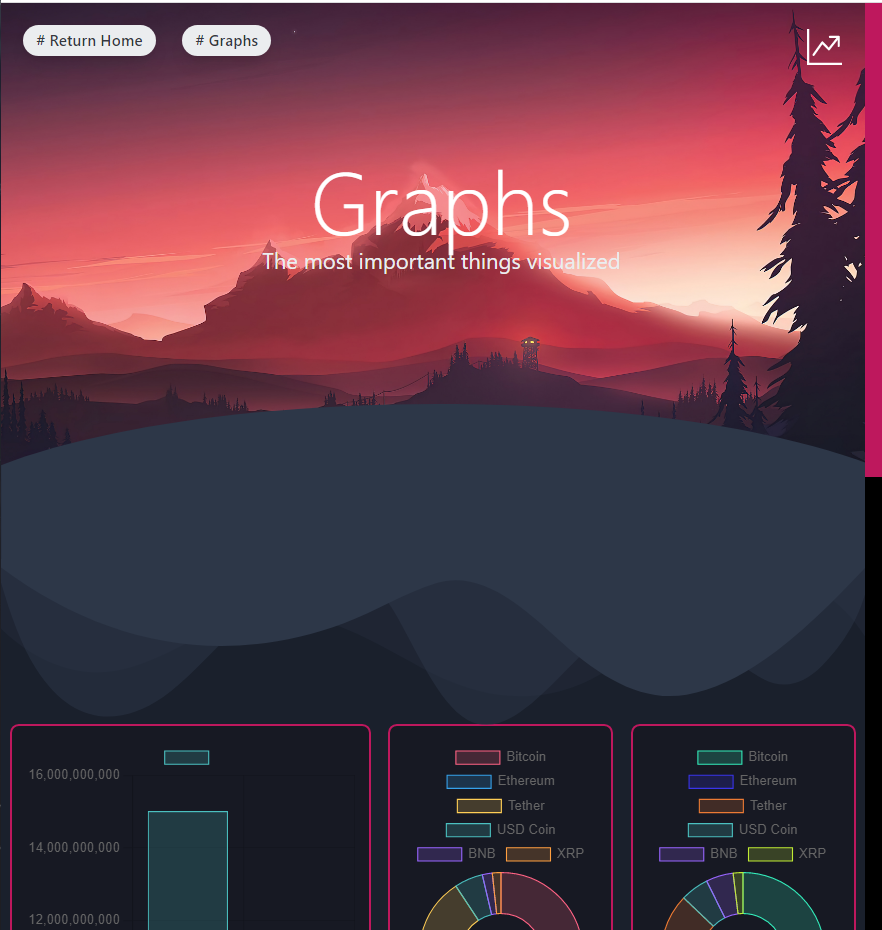 # Return Home
# Graphs
Graphs
The most important things visualized
16,000,000,000
14,000,000,000
12,000,000,000
Bitcoin
Ethereum
Tether
USD Coin
BNB XRP
Bitcoin
Ethereum
Tether
USD Coin
BNB XRP